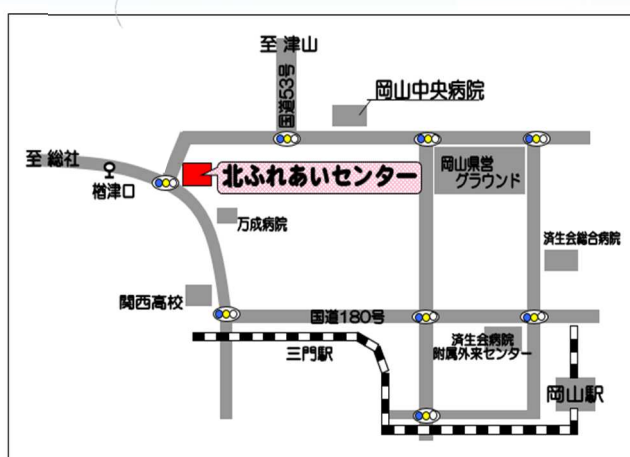 至 津山
国道53号
岡山中央病院
至 総社
楢津口
北ふれあいセンター
岡山県営
グラウンド
万成病院
済生会総合病院
関西高校
国道180号
三門駅
済生会病院
附属外来センター
岡山駅